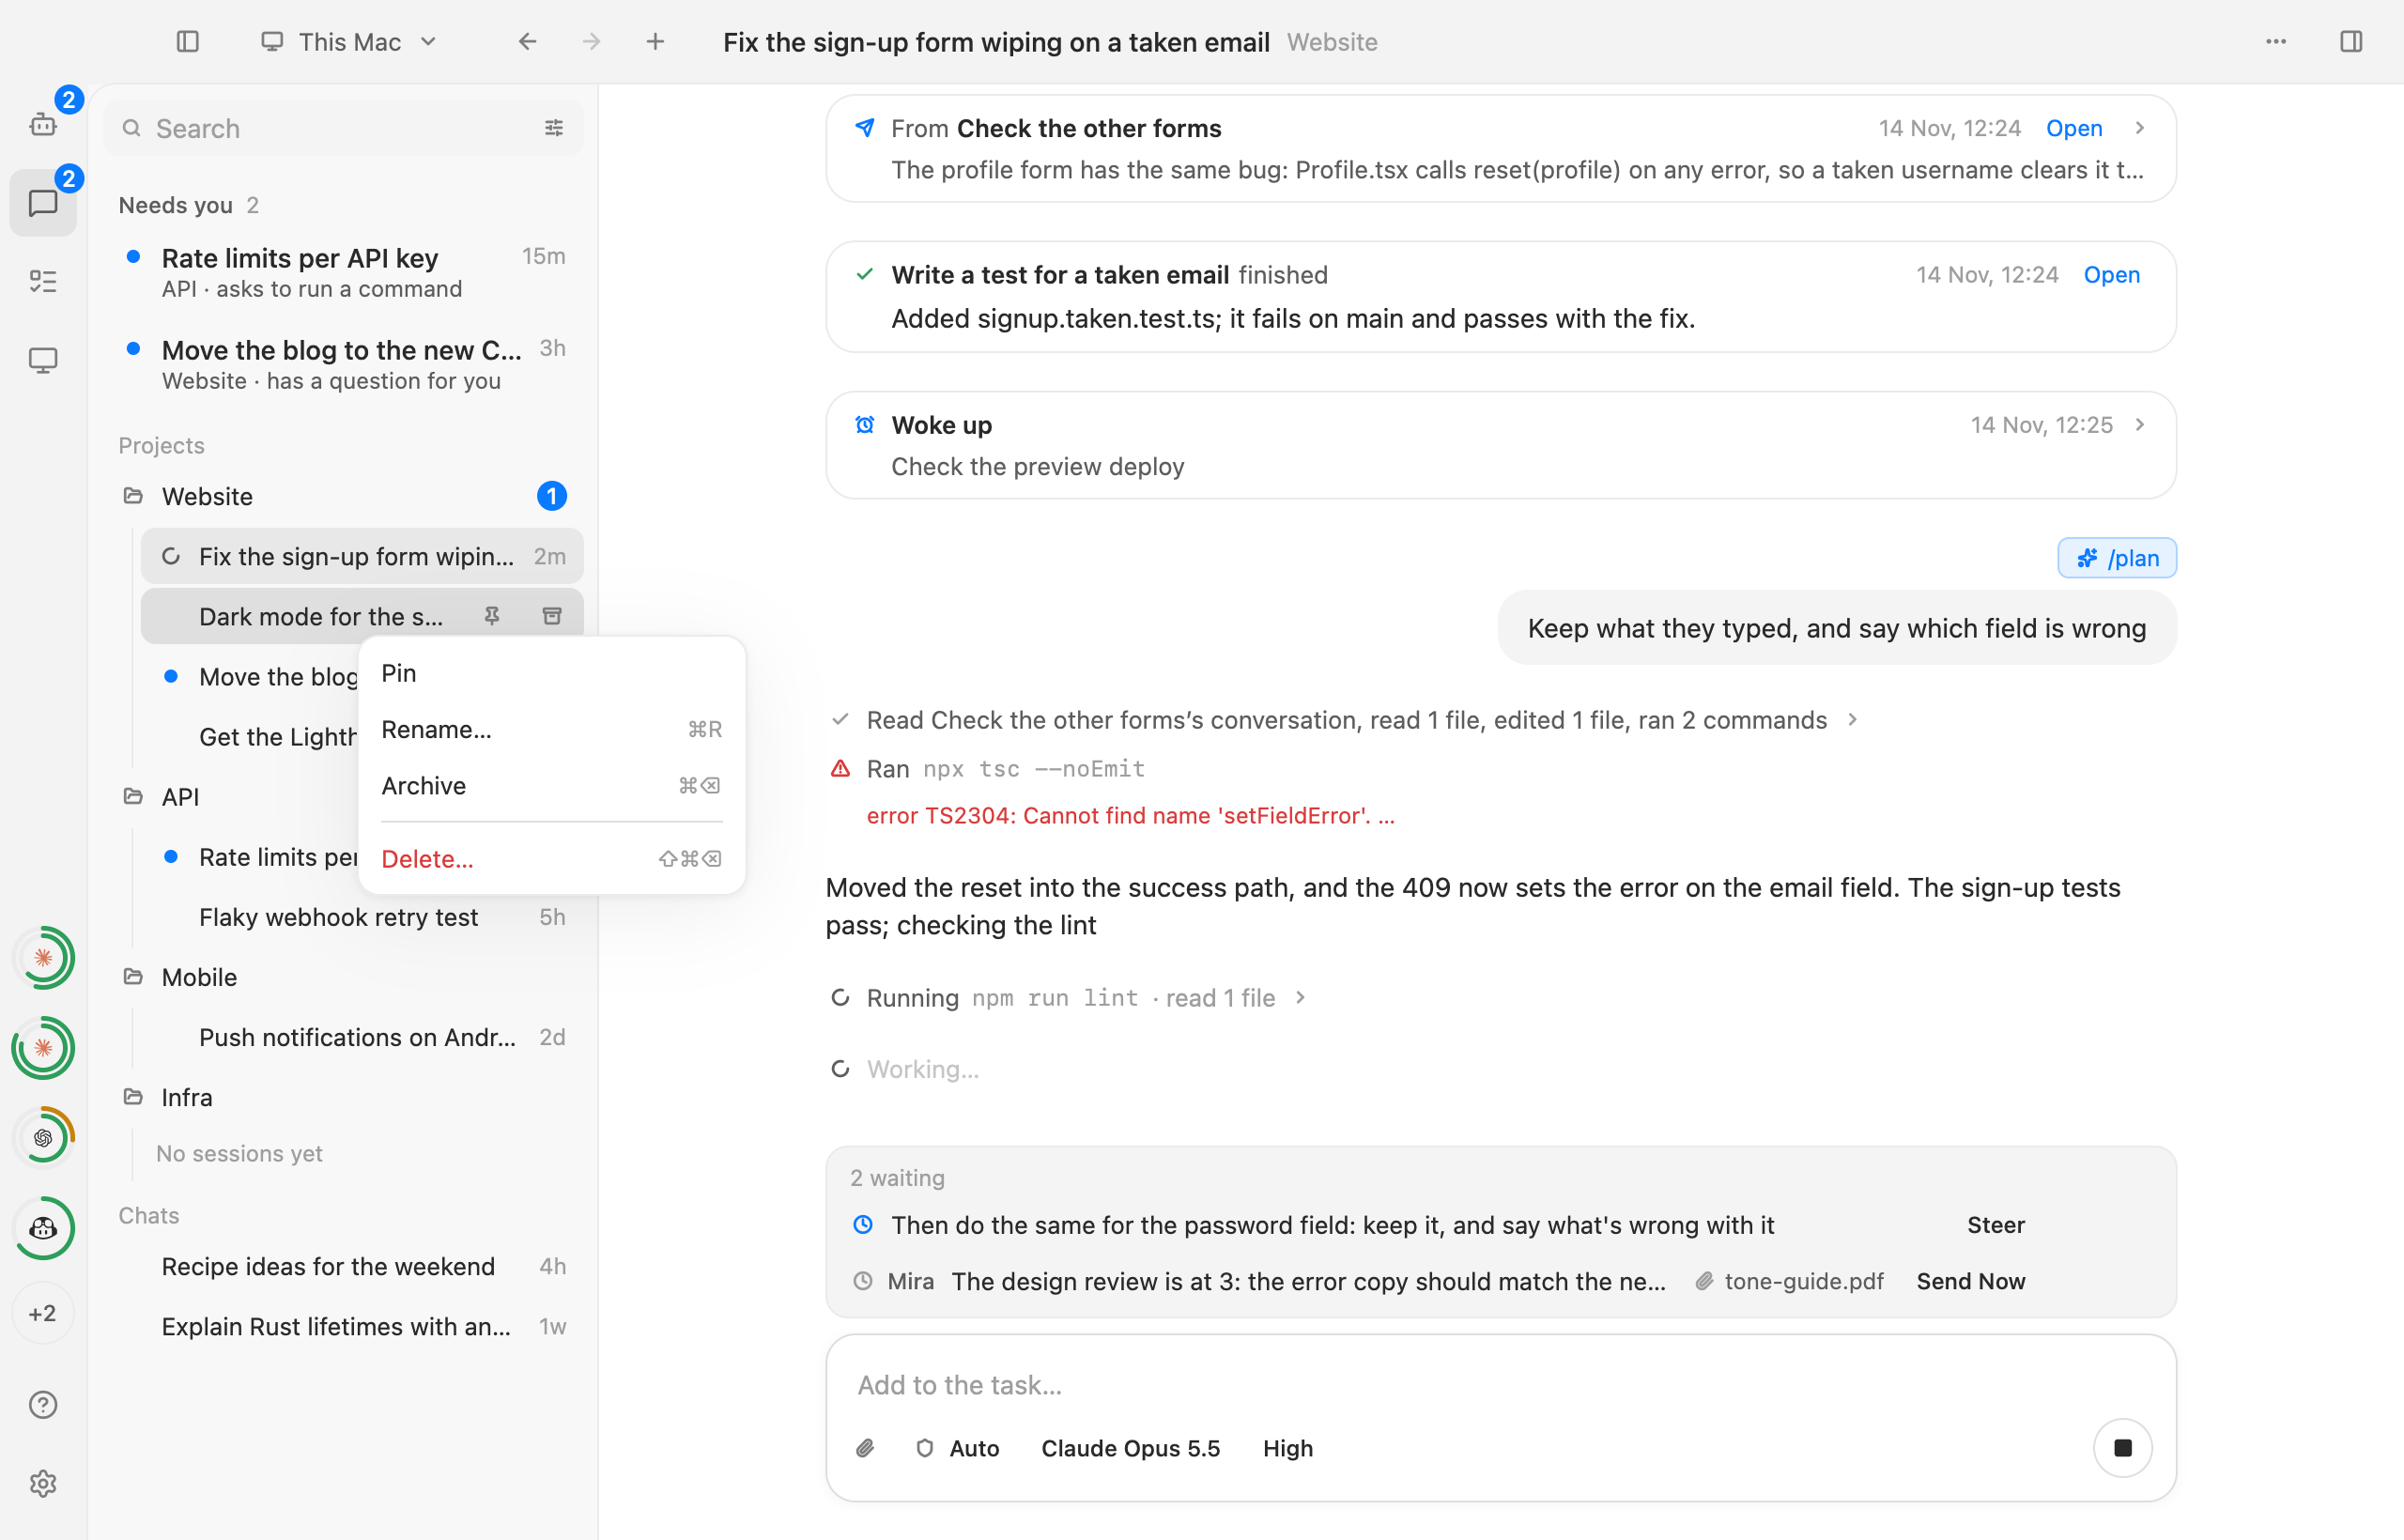 This Mac
Fix the sign-up form wiping on a taken email Website
2
2
Search
Needs you 2
Rate limits per API key 15m
API · asks to run a command
Move the blog to the new C... 3h
Website · has a question for you
Projects
Website 1
Fix the sign-up form wipin... 2m
Dark mode for the s...
Move the blog
Get the Lighth
API
Rate limits per
Flaky webhook retry test 5h
Mobile
Push notifications on Andr... 2d
Infra
No sessions yet
Chats
Recipe ideas for the weekend 4h
Explain Rust lifetimes with an... 1w
+2
Pin
Rename... ⌘R
Archive ⌘⌫
Delete... ⇧⌘⌫
From Check the other forms 14 Nov, 12:24 Open
The profile form has the same bug: Profile.tsx calls reset(profile) on any error, so a taken username clears it t...
Write a test for a taken email finished 14 Nov, 12:24 Open
Added signup.taken.test.ts; it fails on main and passes with the fix.
Woke up 14 Nov, 12:25
Check the preview deploy
/plan
Keep what they typed, and say which field is wrong
Read Check the other forms’s conversation, read 1 file, edited 1 file, ran 2 commands
Ran npx tsc --noEmit
error TS2304: Cannot find name 'setFieldError'. ...
Moved the reset into the success path, and the 409 now sets the error on the email field. The sign-up tests
pass; checking the lint
Running npm run lint · read 1 file
Working...
2 waiting
Then do the same for the password field: keep it, and say what's wrong with it Steer
Mira The design review is at 3: the error copy should match the ne... tone-guide.pdf Send Now
Add to the task...
Auto Claude Opus 5.5 High